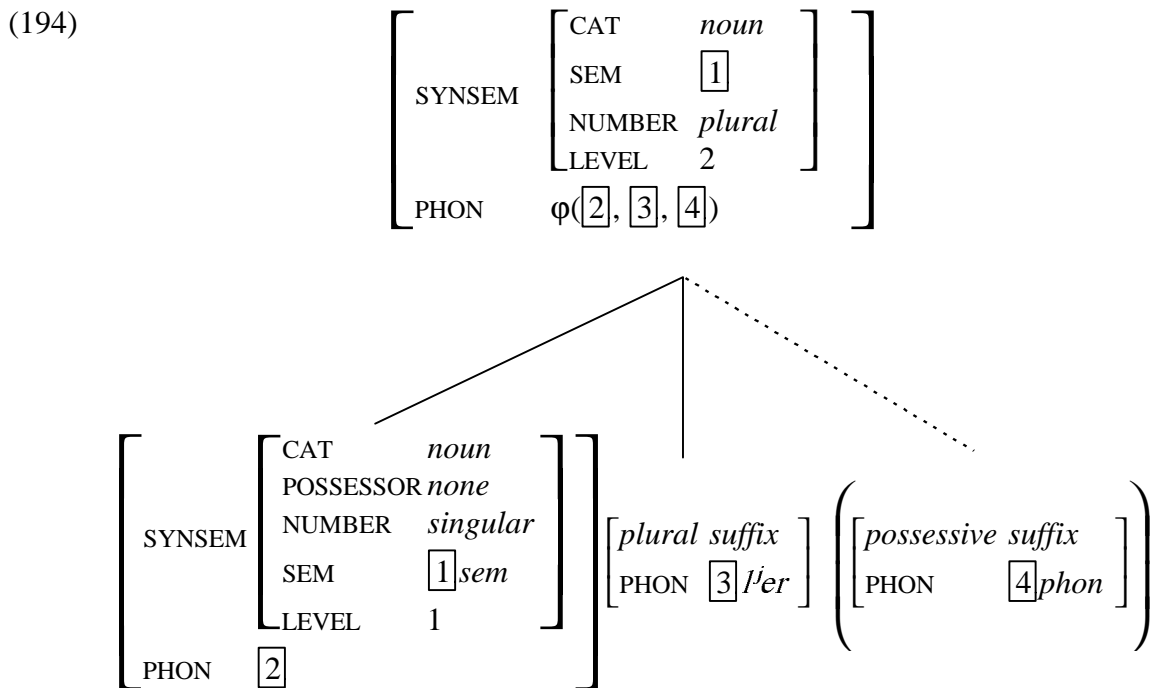 (194)
SYNSEM
CAT noun
SEM 1
NUMBER plural
LEVEL 2
PHON φ(2, 3, 4)
SYNSEM
CAT noun
POSSESSOR none
NUMBER singular
SEM 1 sem
LEVEL 1
PHON 2
plural suffix
PHON 3 lʲer
possessive suffix
PHON 4 phon